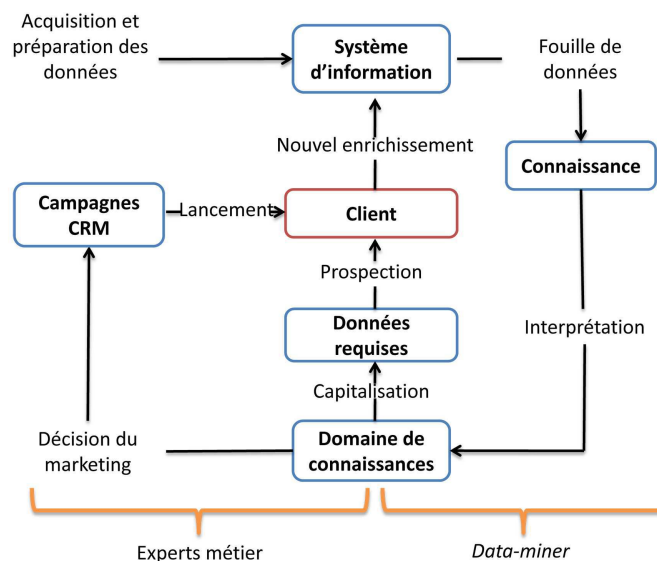 Acquisition et
préparation des
données
Système
d’information
Fouille de
données
Nouvel enrichissement
Connaissance
Campagnes
CRM
Lancement
Client
Prospection
Données
requises
Interprétation
Capitalisation
Décision du
marketing
Domaine de
connaissances
Experts métier
Data-miner